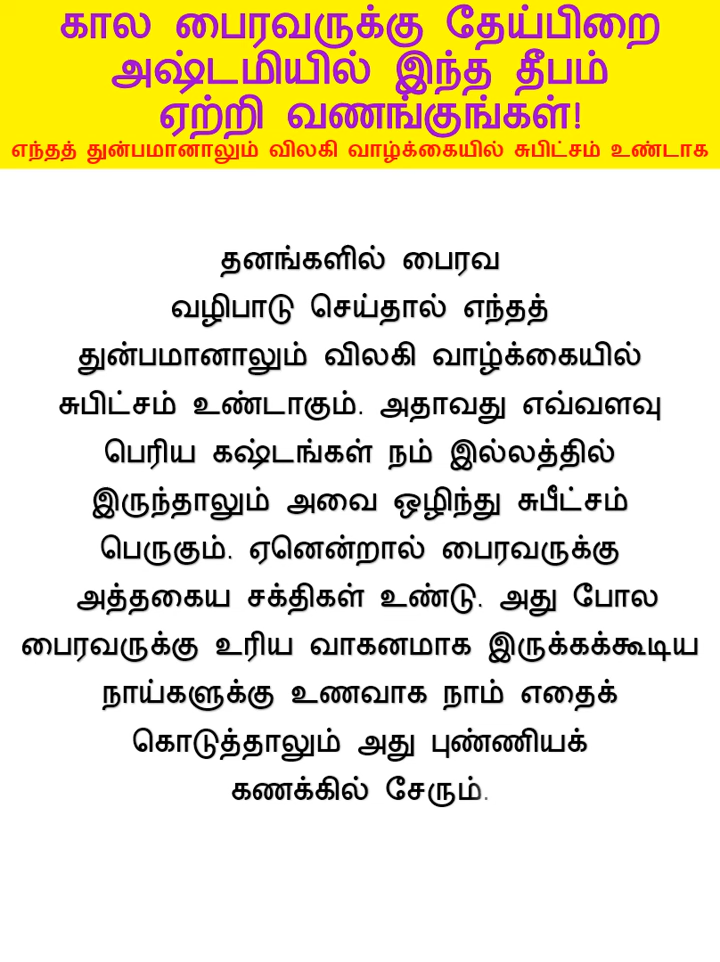 கால பைரவருக்கு தேய்பிறை
அஷ்டமியில் இந்த தீபம்
ஏற்றி வணங்குங்கள்!
எந்தத் துன்பமானாலும் விலகி வாழ்க்கையில் சுபிட்சம் உண்டாக
தனங்களில் பைரவ
வழிபாடு செய்தால் எந்தத்
துன்பமானாலும் விலகி வாழ்க்கையில்
சுபிட்சம் உண்டாகும். அதாவது எவ்வளவு
பெரிய கஷ்டங்கள் நம் இல்லத்தில்
இருந்தாலும் அவை ஒழிந்து சுபீட்சம்
பெருகும். ஏனென்றால் பைரவருக்கு
அத்தகைய சக்திகள் உண்டு. அது போல
பைரவருக்கு உரிய வாகனமாக இருக்கக்கூடிய
நாய்களுக்கு உணவாக நாம் எதைக்
கொடுத்தாலும் அது புண்ணியக்
கணக்கில் சேரும்.